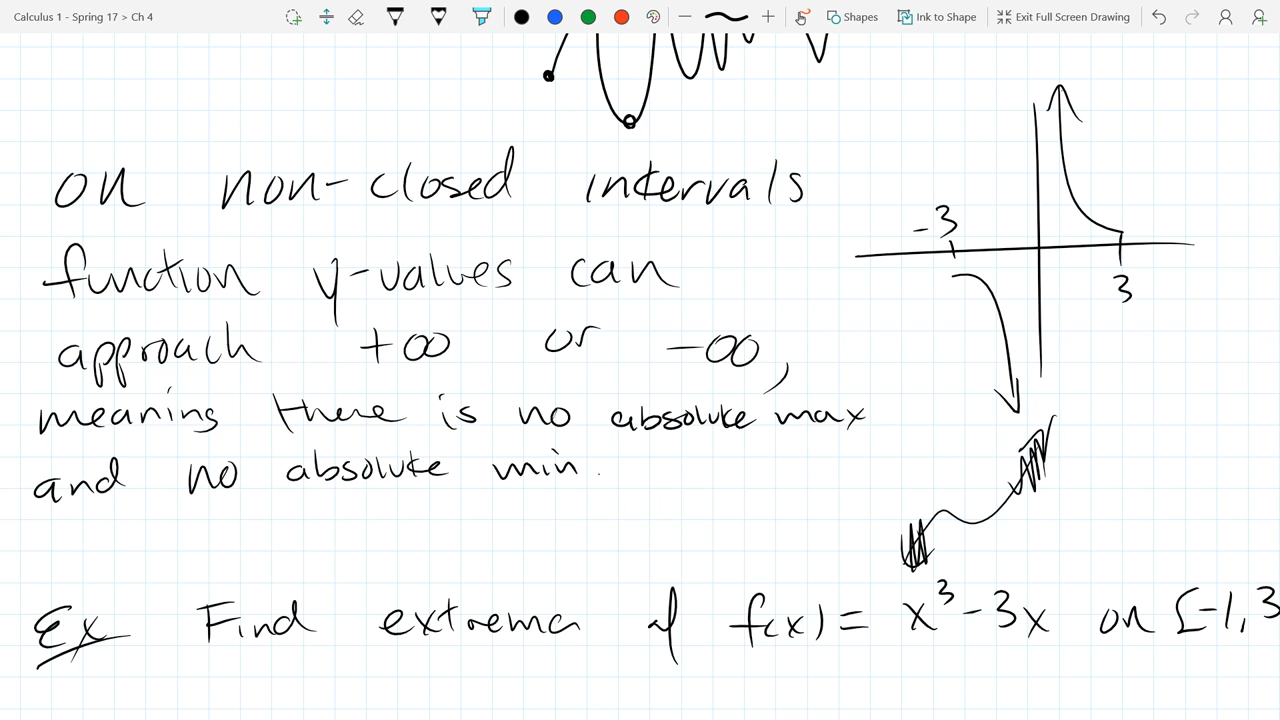 Calculus 1 - Spring 17 > Ch 4
Shapes
Ink to Shape
Exit Full Screen Drawing
on non-closed intervals
function y-values can
approach +∞ or -∞,
meaning there is no absolute max
and no absolute min.
-3
3
Ex Find extrema of f(x) = x³ - 3x on [-1, 3